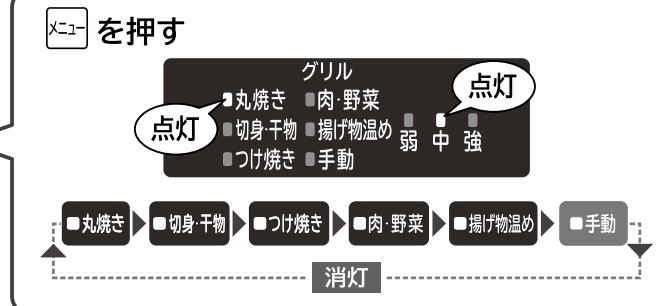 メニュー を押す
グリル
丸焼き 肉・野菜
切身・干物 揚げ物温め
つけ焼き 手動
弱 中 強
点灯
点灯
丸焼き 切身・干物 つけ焼き 肉・野菜 揚げ物温め 手動
消灯